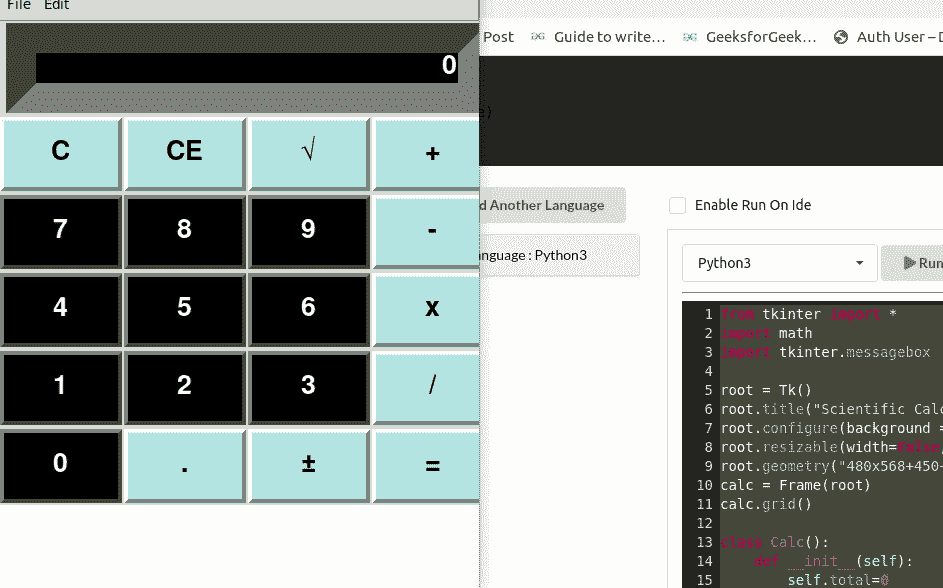 File Edit
0
C CE √ +
7 8 9 -
4 5 6 x
1 2 3 /
0 . ± =
Post Guide to write… GeeksforGeek… Auth User –
)
Another Language
Enable Run On Ide
: Python3
Python3
Run
1 from tkinter import *
2 import math
3 import tkinter.messagebox
4
5 root = Tk()
6 root.title("Scientific Calc
7 root.configure(background =
8 root.resizable(width=False,
9 root.geometry("480x568+450
10 calc = Frame(root)
11 calc.grid()
12
13 class Calc():
14 def __init__(self):
15 self.total=0